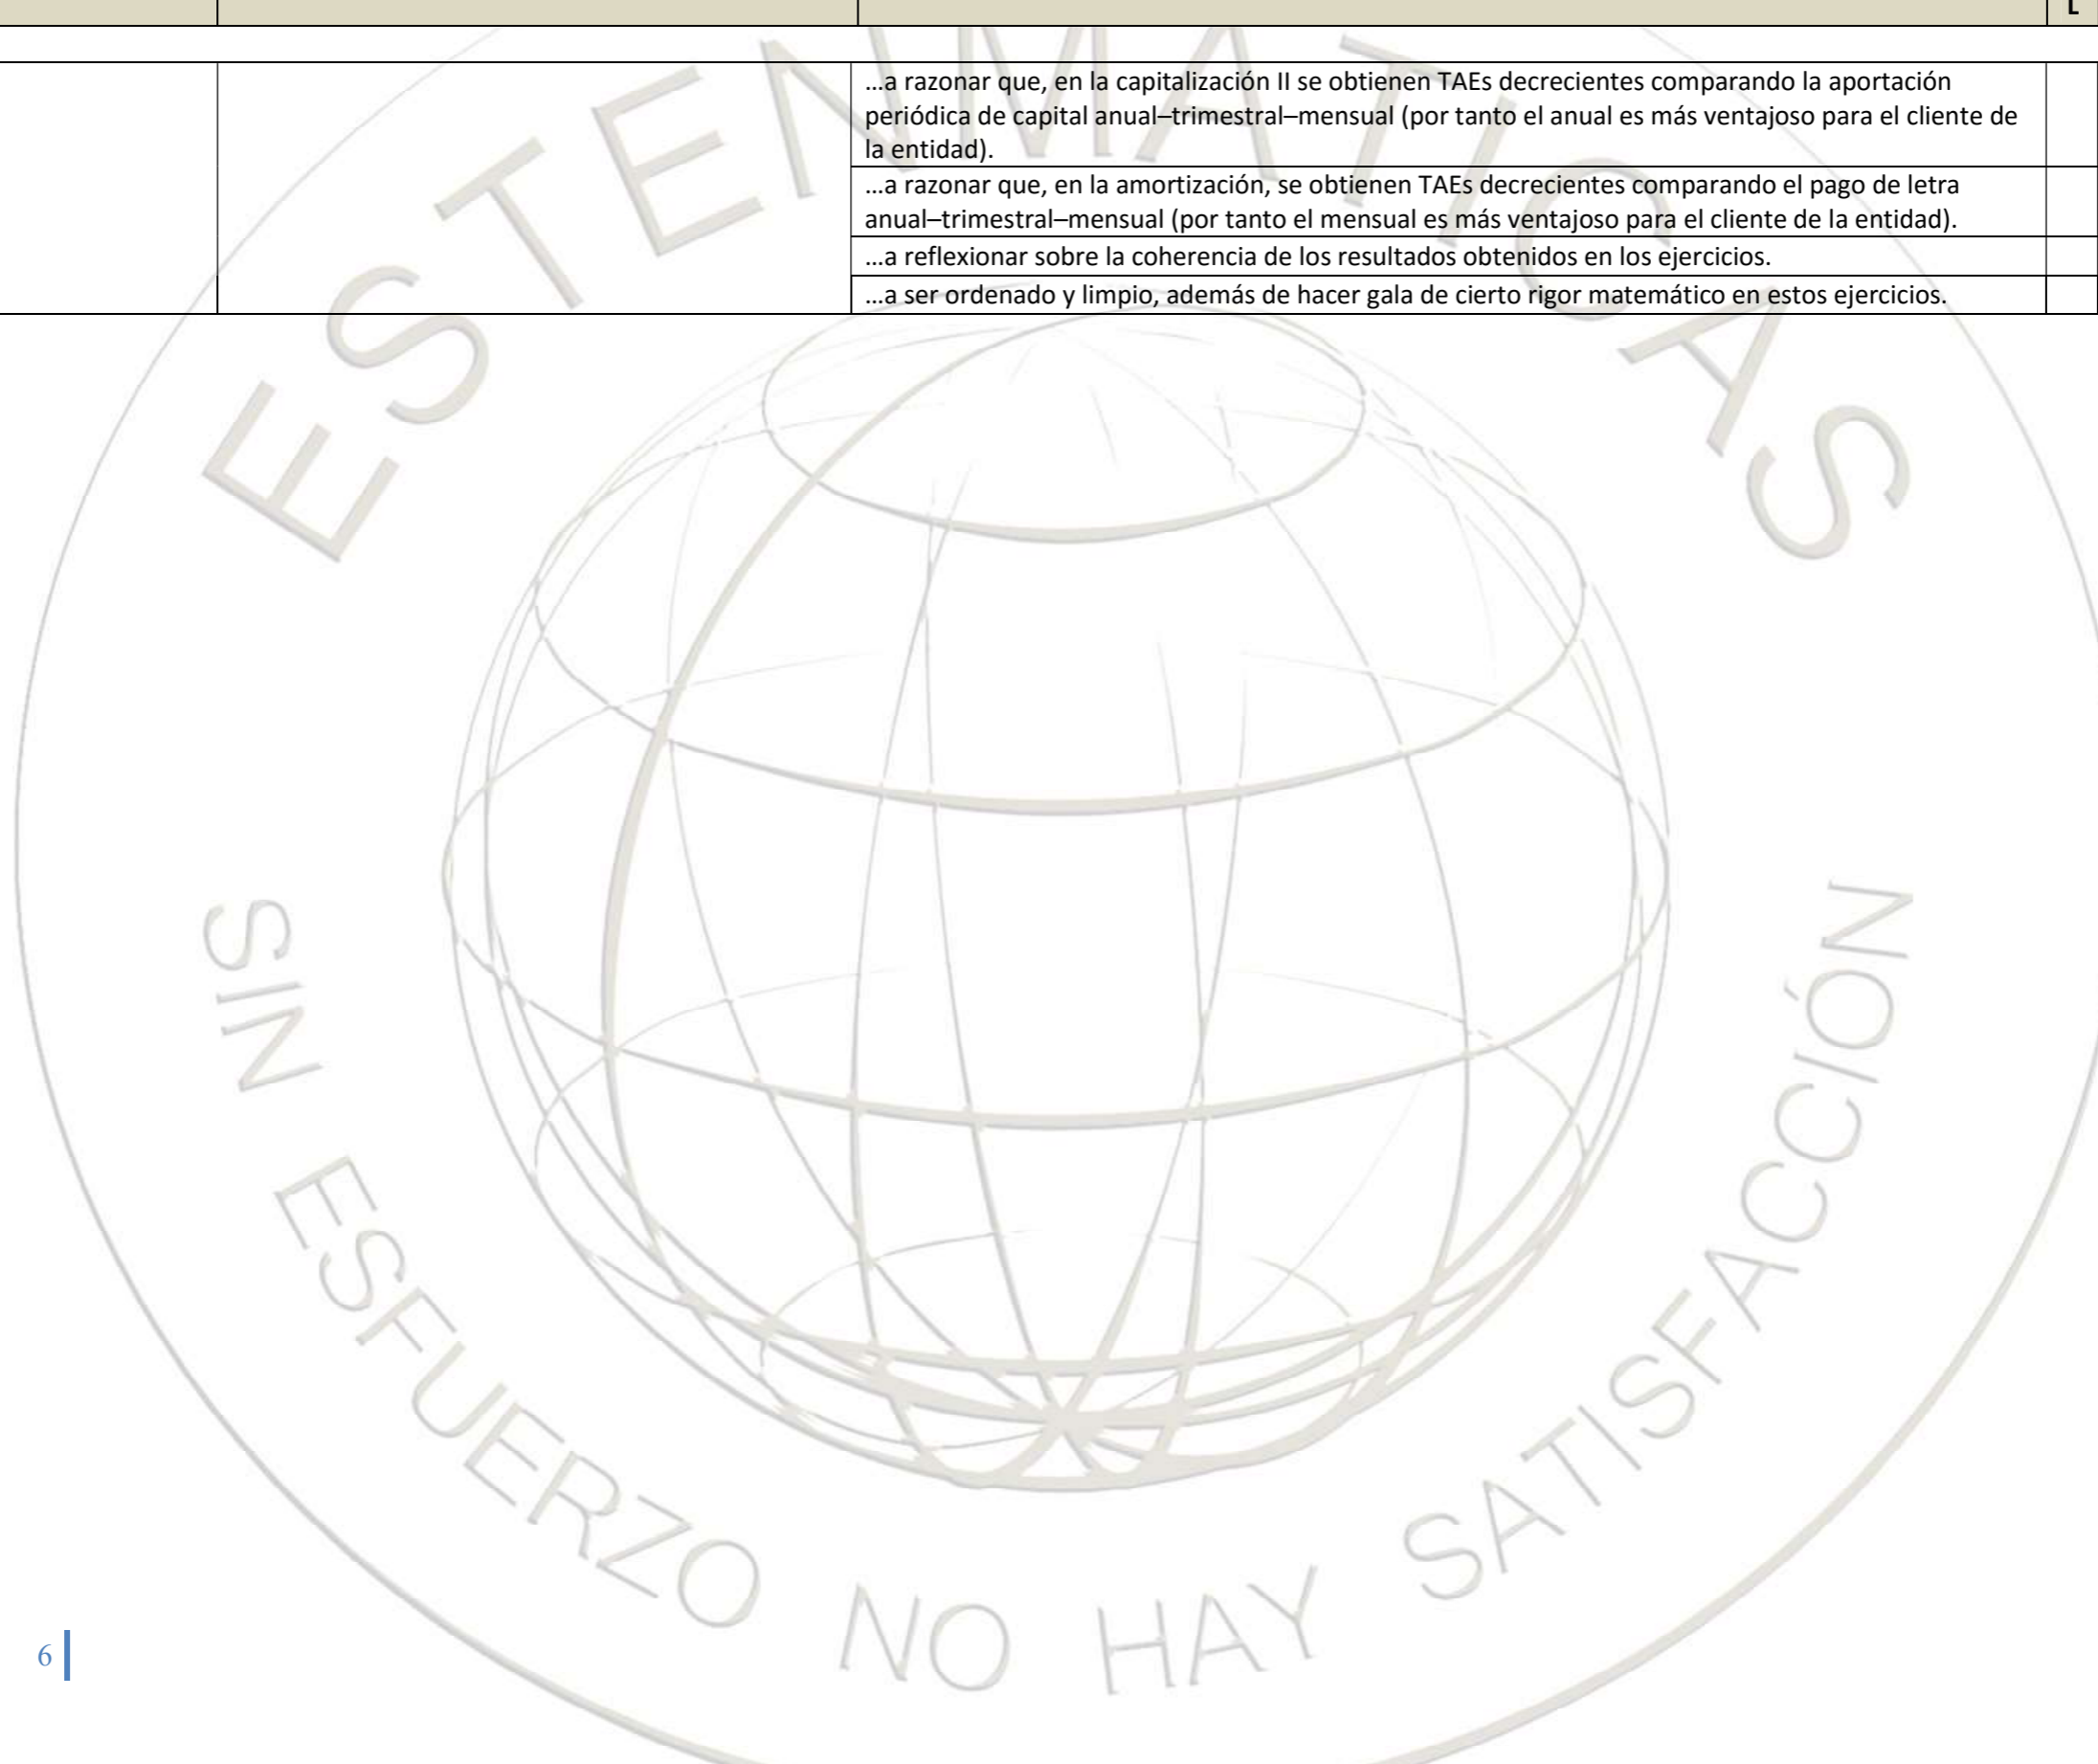 L
…a razonar que, en la capitalización II se obtienen TAEs decrecientes comparando la aportación
periódica de capital anual–trimestral–mensual (por tanto el anual es más ventajoso para el cliente de
la entidad).
…a razonar que, en la amortización, se obtienen TAEs decrecientes comparando el pago de letra
anual–trimestral–mensual (por tanto el mensual es más ventajoso para el cliente de la entidad).
…a reflexionar sobre la coherencia de los resultados obtenidos en los ejercicios.
…a ser ordenado y limpio, además de hacer gala de cierto rigor matemático en estos ejercicios.
ESTENMATICAS
SIN ESFUERZO NO HAY SATISFACCIÓN
6